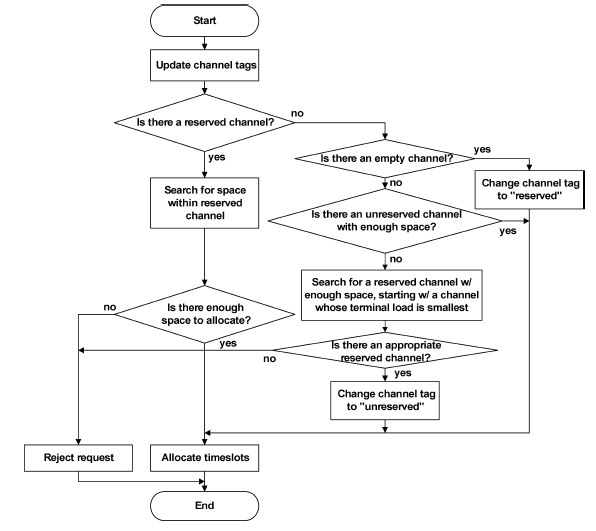 Start
Update channel tags
Is there a reserved channel?
no
yes
Is there an empty channel?
yes
no
Change channel tag
to "reserved"
Search for space
within reserved
channel
Is there an unreserved channel
with enough space?
yes
no
Search for a reserved channel w/
enough space, starting w/ a channel
whose terminal load is smallest
no
Is there enough
space to allocate?
yes
Is there an appropriate
reserved channel?
no
yes
Change channel tag
to "unreserved"
Reject request
Allocate timeslots
End